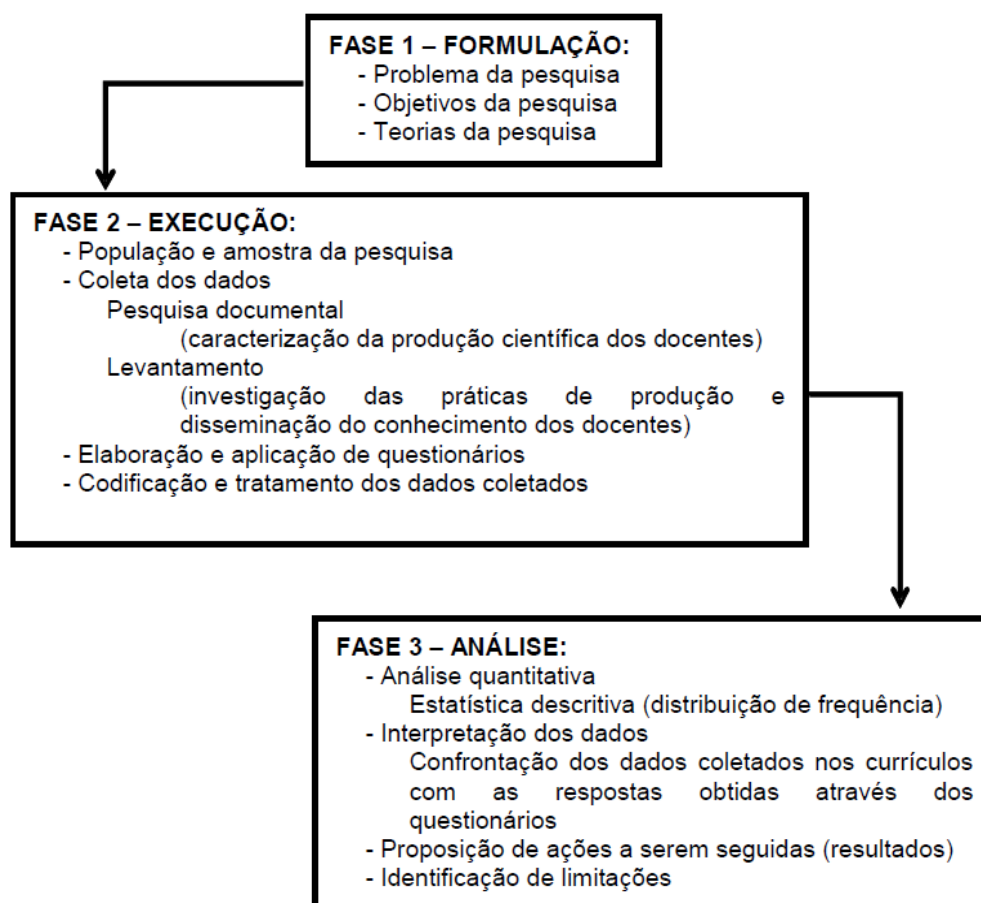 FASE 1 – FORMULAÇÃO:
- Problema da pesquisa
- Objetivos da pesquisa
- Teorias da pesquisa
FASE 2 – EXECUÇÃO:
- População e amostra da pesquisa
- Coleta dos dados
Pesquisa documental
(caracterização da produção científica dos docentes)
Levantamento
(investigação das práticas de produção e
disseminação do conhecimento dos docentes)
- Elaboração e aplicação de questionários
- Codificação e tratamento dos dados coletados
FASE 3 – ANÁLISE:
- Análise quantitativa
Estatística descritiva (distribuição de frequência)
- Interpretação dos dados
Confrontação dos dados coletados nos currículos
com as respostas obtidas através dos
questionários
- Proposição de ações a serem seguidas (resultados)
- Identificação de limitações